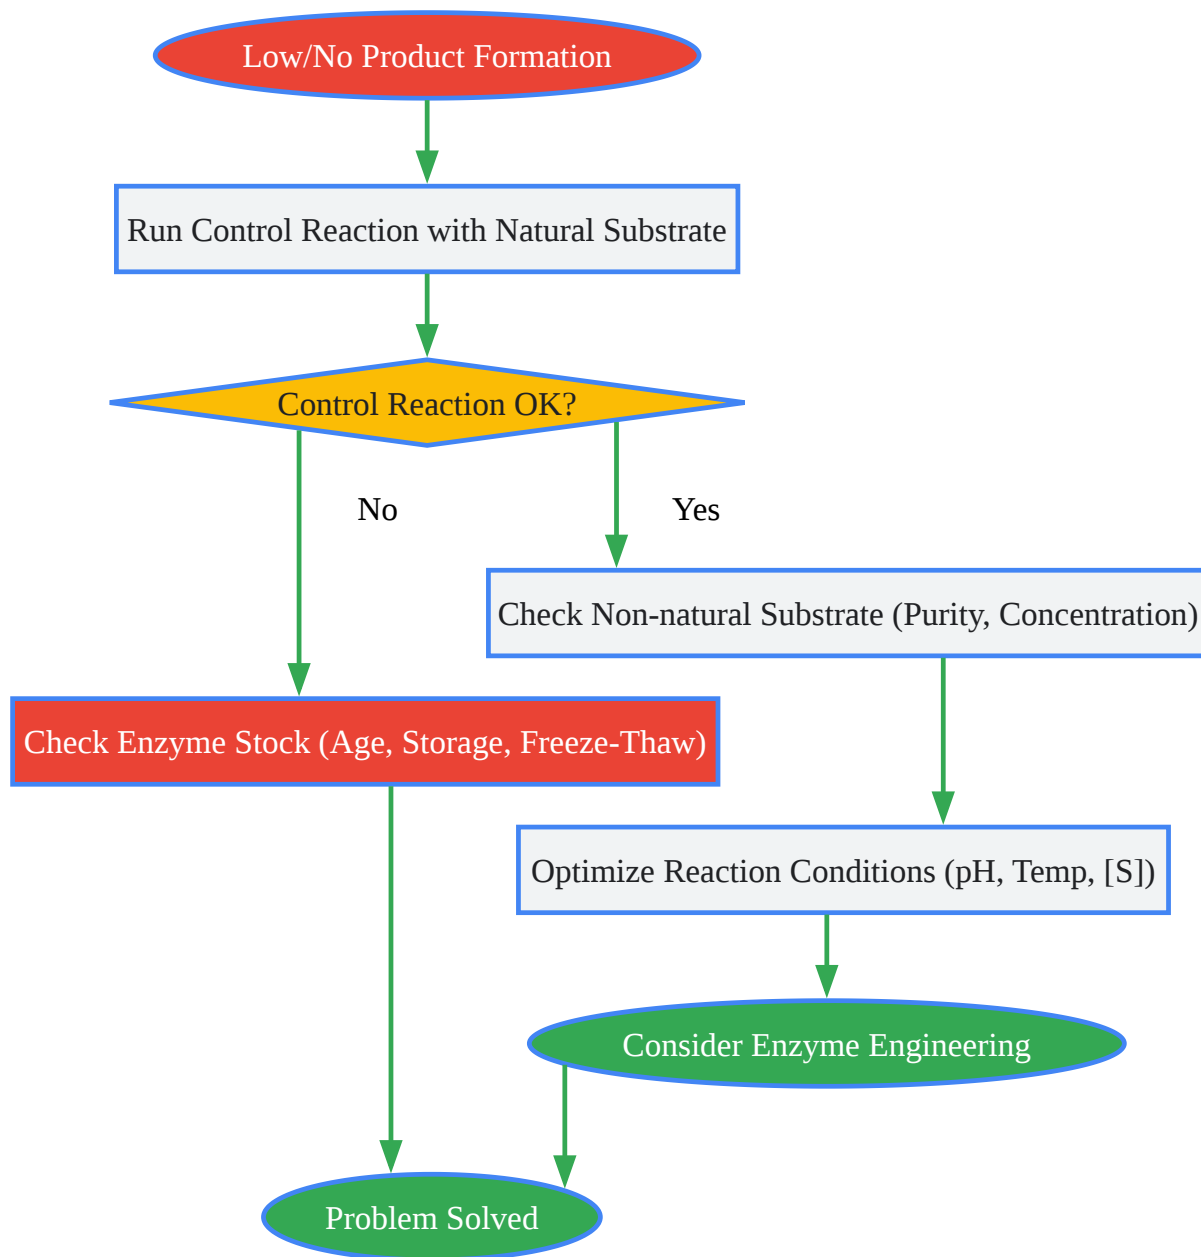 Low/No Product Formation
Run Control Reaction with Natural Substrate
Control Reaction OK?
No
Yes
Check Non-natural Substrate (Purity, Concentration)
Check Enzyme Stock (Age, Storage, Freeze-Thaw)
Optimize Reaction Conditions (pH, Temp, [S])
Consider Enzyme Engineering
Problem Solved